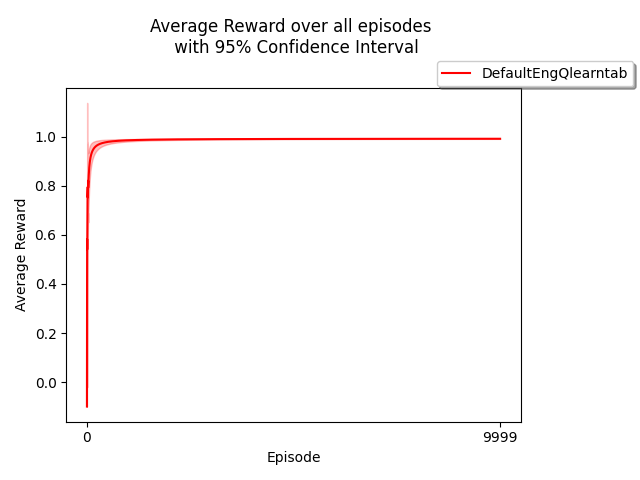 Average Reward over all episodes
with 95% Confidence Interval
DefaultEngQlearntab
1.0
0.8
0.6
0.4
0.2
0.0
Average Reward
0
9999
Episode